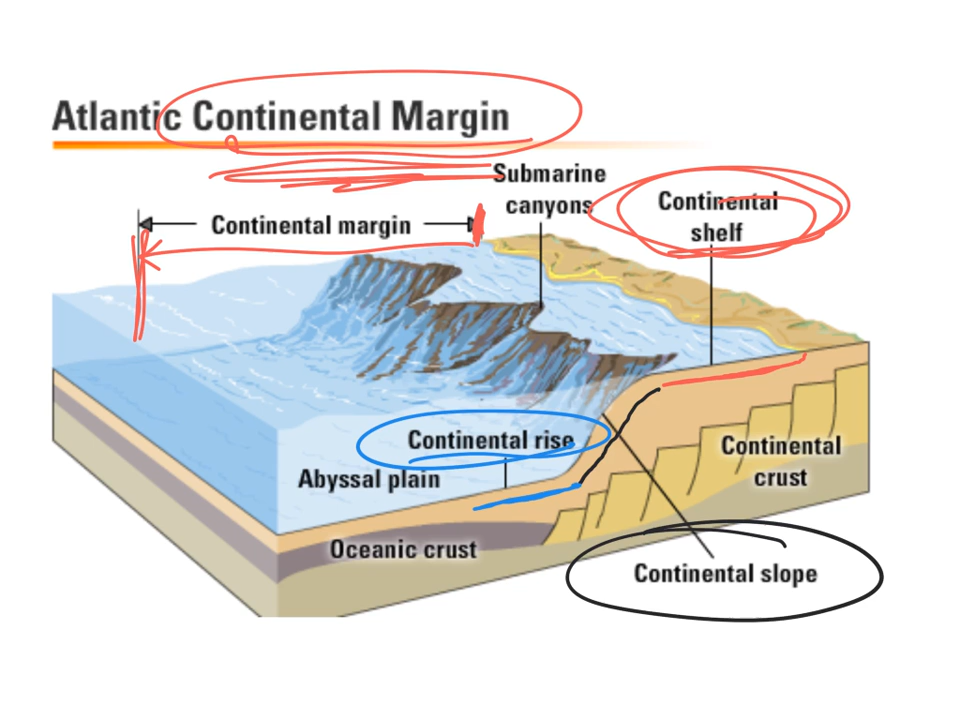 Atlantic Continental Margin
Submarine
canyons
Continental
shelf
Continental margin
Continental rise
Abyssal plain
Continental
crust
Oceanic crust
Continental slope